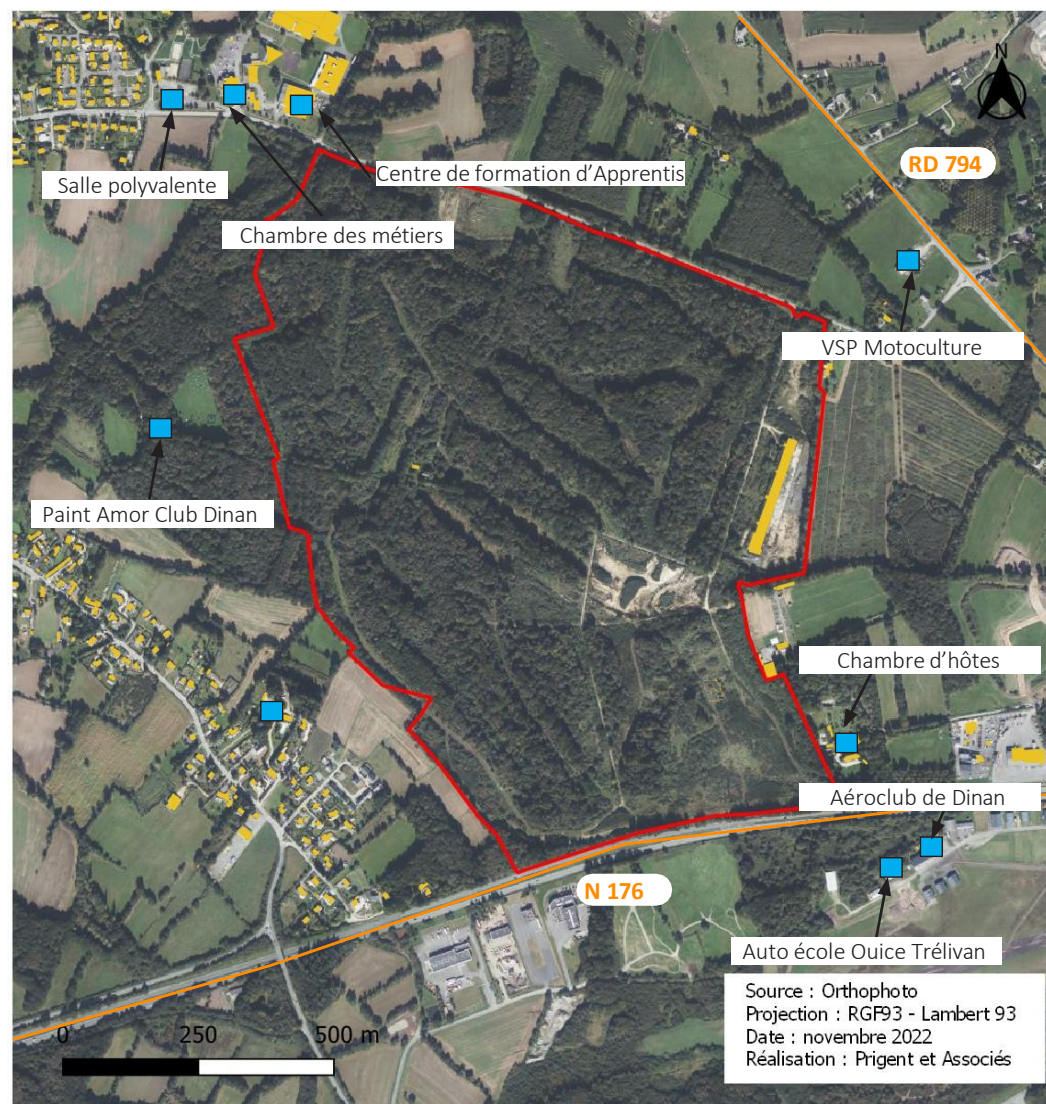 N
RD 794
Salle polyvalente
Centre de formation d'Apprentis
Chambre des métiers
VSP Motoculture
Paint Amor Club Dinan
Chambre d'hôtes
Aéroclub de Dinan
N 176
Auto école Ouice Trélivan
0 250 500 m
Source : Orthophoto
Projection : RGF93 - Lambert 93
Date : novembre 2022
Réalisation : Prigent et Associés